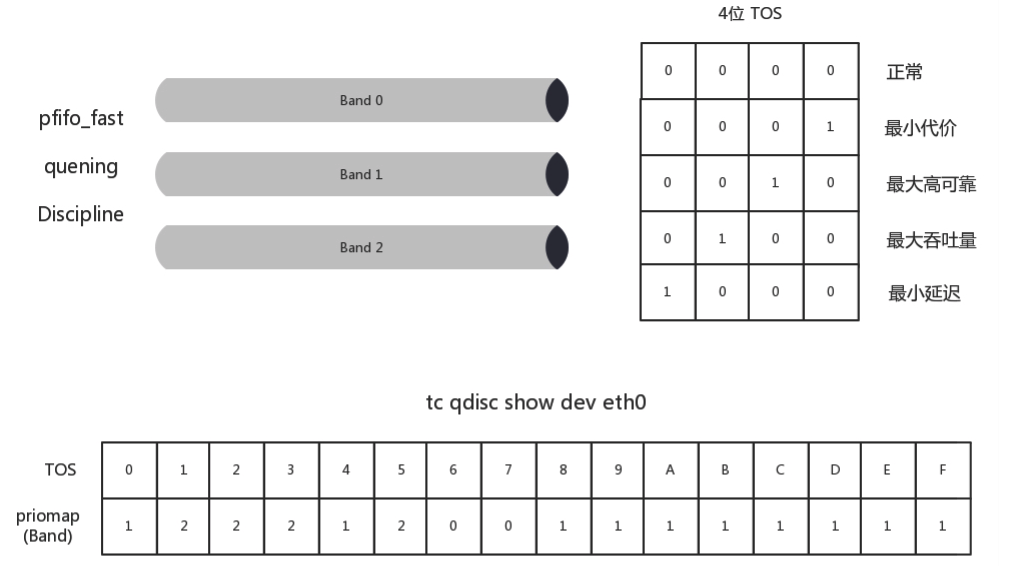 pfifo_fast
quening
Discipline
Band 0
Band 1
Band 2
4位 TOS
0 0 0 0 正常
0 0 0 1 最小代价
0 0 1 0 最大高可靠
0 1 0 0 最大吞吐量
1 0 0 0 最小延迟
tc qdisc show dev eth0
TOS 0 1 2 3 4 5 6 7 8 9 A B C D E F
priomap
(Band) 1 2 2 2 1 2 0 0 1 1 1 1 1 1 1 1